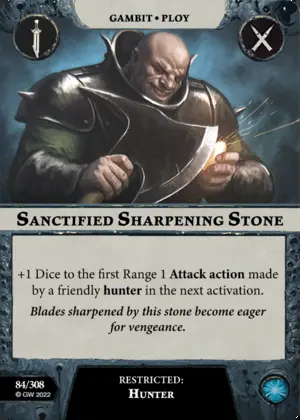 GAMBIT • PLOY
SANCTIFIED SHARPENING STONE
+1 Dice to the first Range 1 Attack action made
by a friendly hunter in the next activation.
Blades sharpened by this stone become eager
for vengeance.
84/308
© GW 2022
RESTRICTED:
HUNTER